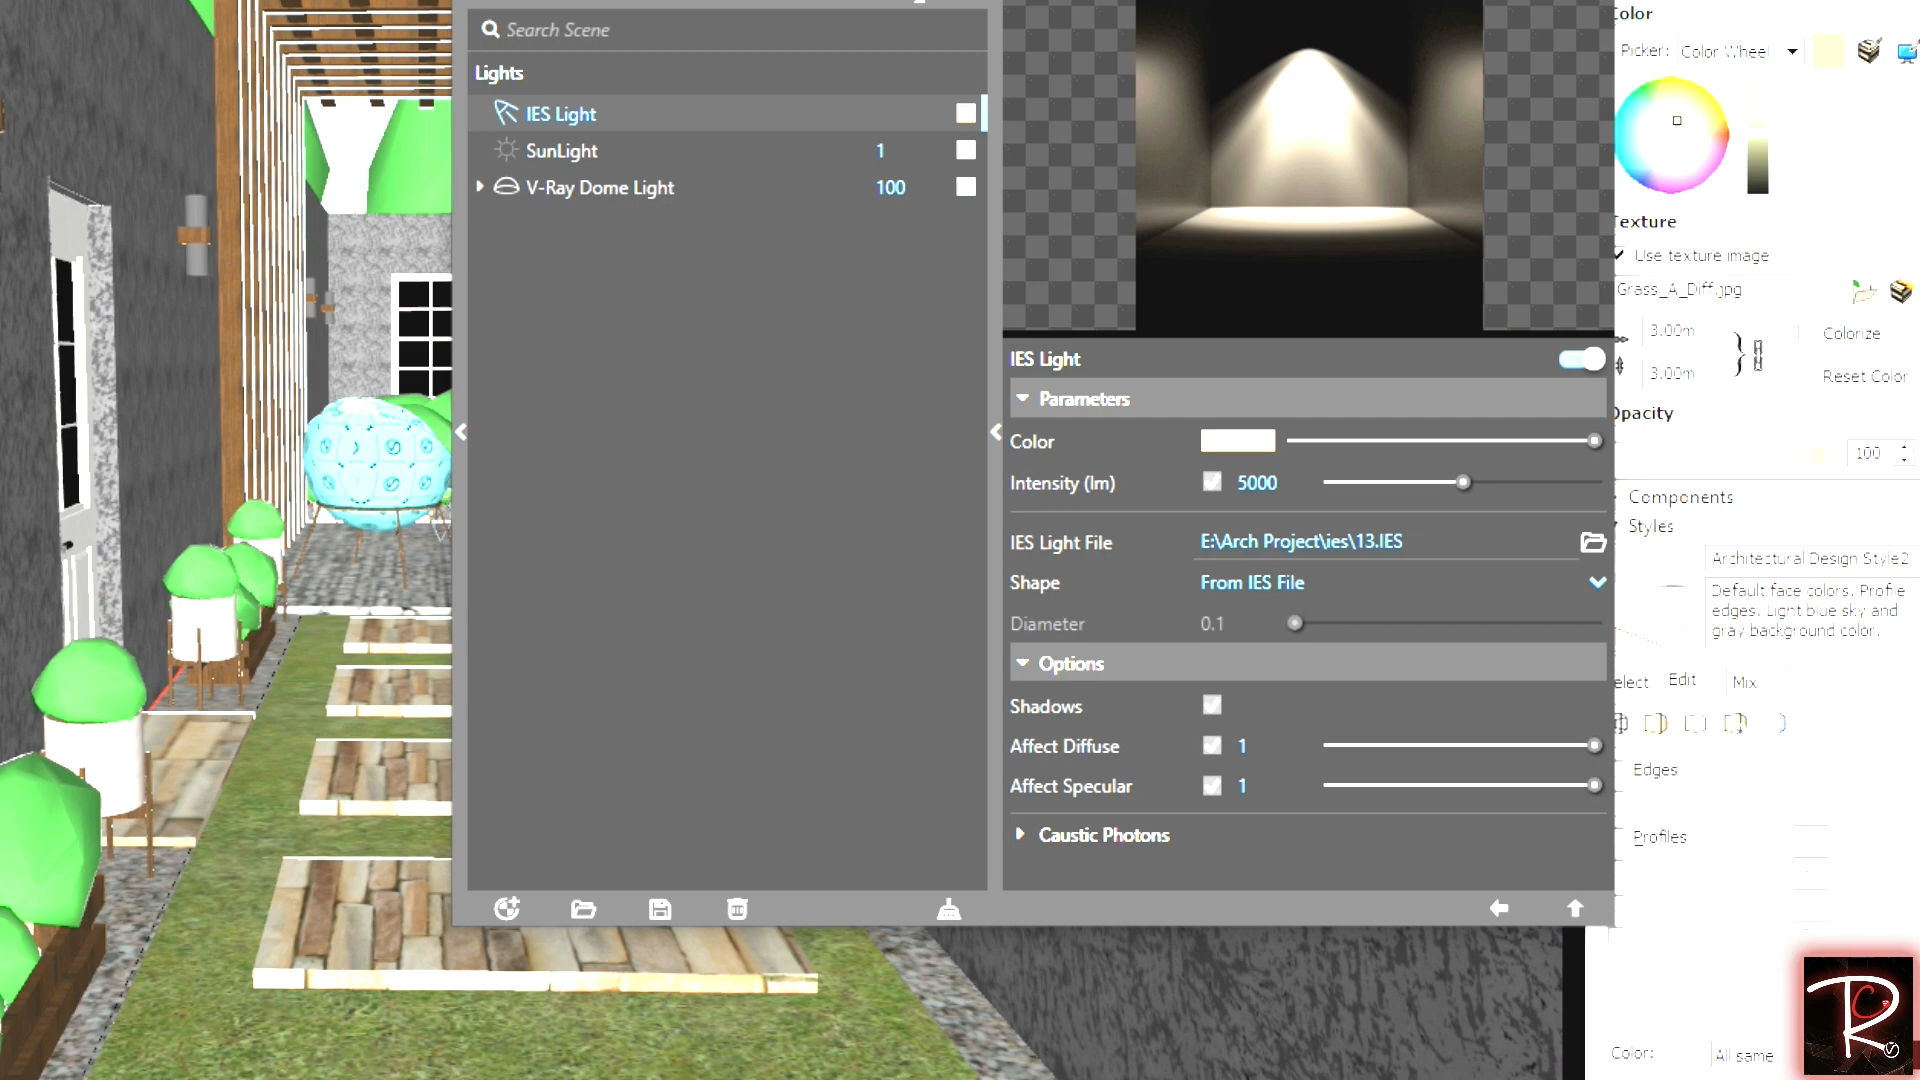 Search Scene
Lights
IES Light
SunLight 1
V-Ray Dome Light 100
IES Light
Parameters
Color
Intensity (lm) 5000
IES Light File E:\Arch Project\ies\13.IES
Shape From IES File
Diameter 0.1
Options
Shadows
Affect Diffuse 1
Affect Specular 1
Caustic Photons
Color
Picker: Color Wheel
Texture
Use texture image
Grass_A_Diff.jpg
3.00m
Colorize
3.00m
Reset Color
Opacity
100
Components
Styles
Architectural Design Style2
Default face colors. Profile
edges. Light blue sky and
gray background color.
elect Edit Mix
Edges
Profiles
Color: All same